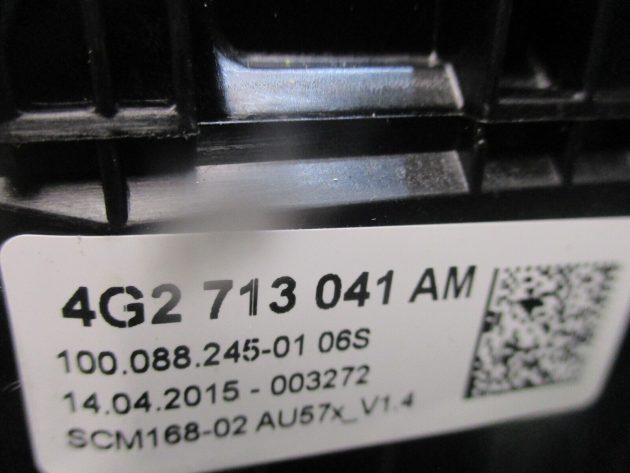 4G2 713 041 AM
100.088.245-01 06S
14.04.2015 - 003272
SCM168-02 AU57x_V1.4